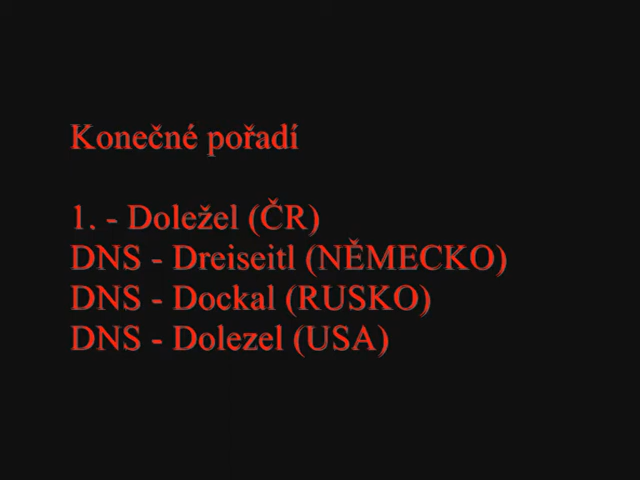 Konečné pořadí
1. - Doležel (ČR)
DNS - Dreiseitl (NĚMECKO)
DNS - Dockal (RUSKO)
DNS - Dolezel (USA)